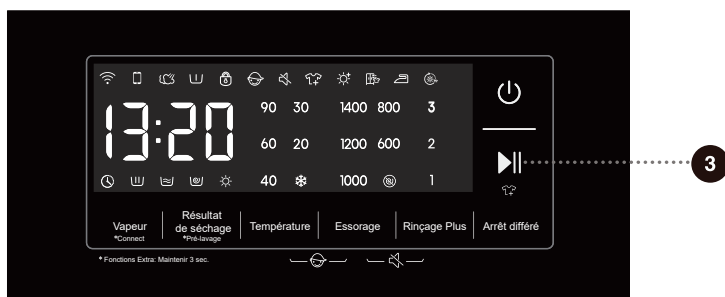 13:20
90 30 1400 800 3
60 20 1200 600 2
40 1000 1
3
Vapeur
*Connect
Résultat
de séchage
*Pré-lavage
Température
Essorage
Rinçage Plus
Arrêt différé
* Fonctions Extra: Maintenir 3 sec.